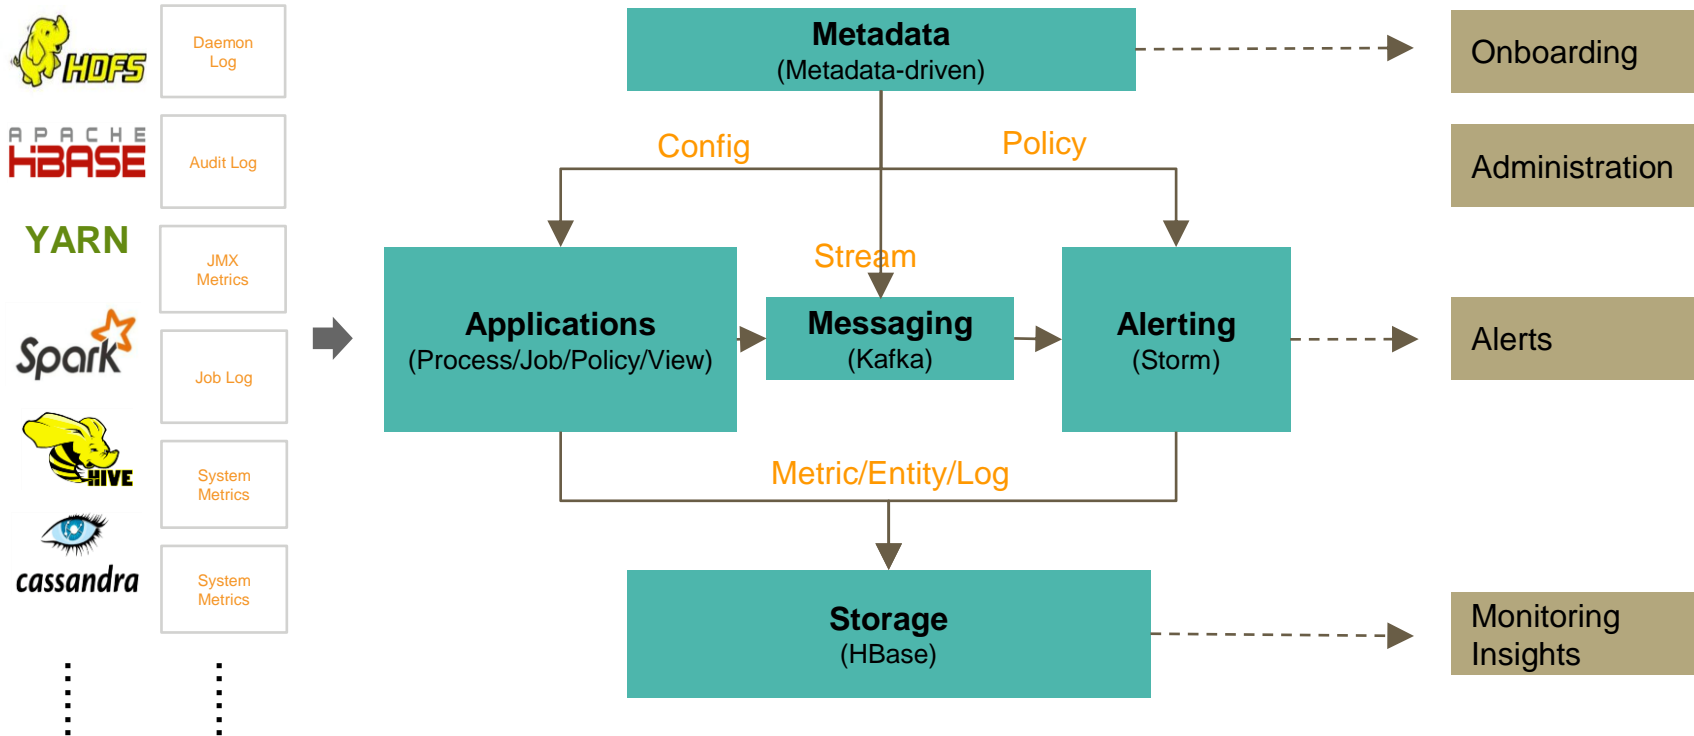 HDFS
APACHE
HBASE
YARN
Spark
HIVE
cassandra
Daemon
Log
Audit Log
JMX
Metrics
Job Log
System
Metrics
System
Metrics
Metadata
(Metadata-driven)
Config
Policy
Stream
Applications
(Process/Job/Policy/View)
Messaging
(Kafka)
Alerting
(Storm)
Metric/Entity/Log
Storage
(HBase)
Onboarding
Administration
Alerts
Monitoring
Insights